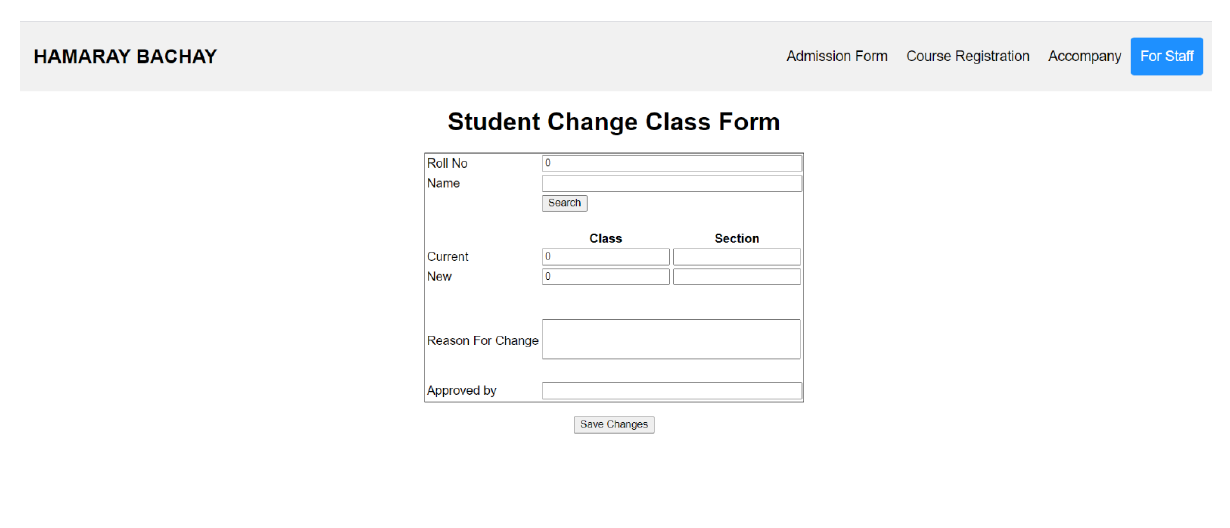 HAMARAY BACHAY
Admission Form Course Registration Accompany For Staff
Student Change Class Form
Roll No 0
Name
Search
Class Section
Current 0
New 0
Reason For Change
Approved by
Save Changes